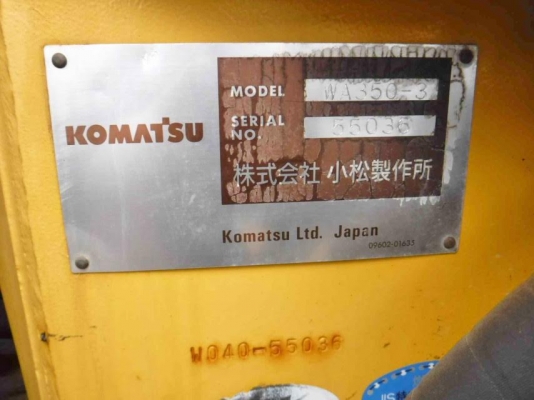 KOMATSU
MODEL WA350-3
SERIAL NO. 55036
株式会社 小松製作所
Komatsu Ltd. Japan
09602-01635
W040-55036